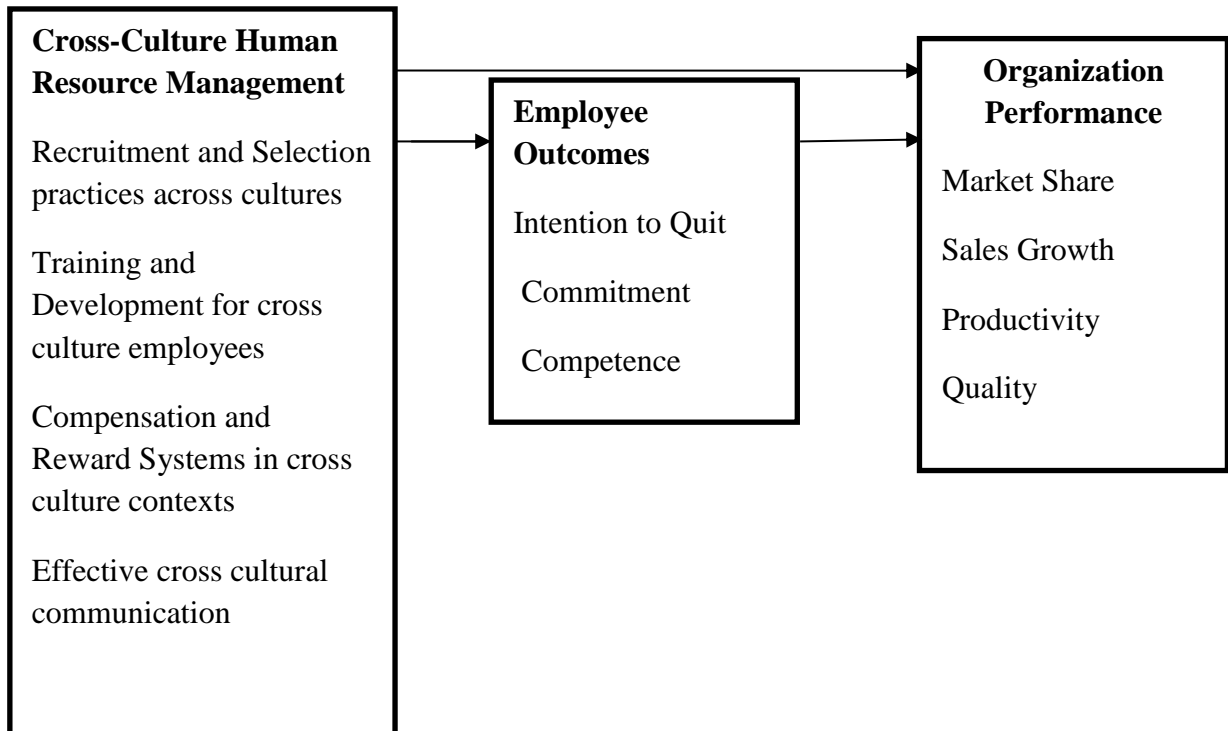 Cross-Culture Human
Resource Management
Recruitment and Selection
practices across cultures
Training and
Development for cross
culture employees
Compensation and
Reward Systems in cross
culture contexts
Effective cross cultural
communication
Employee
Outcomes
Intention to Quit
Commitment
Competence
Organization
Performance
Market Share
Sales Growth
Productivity
Quality